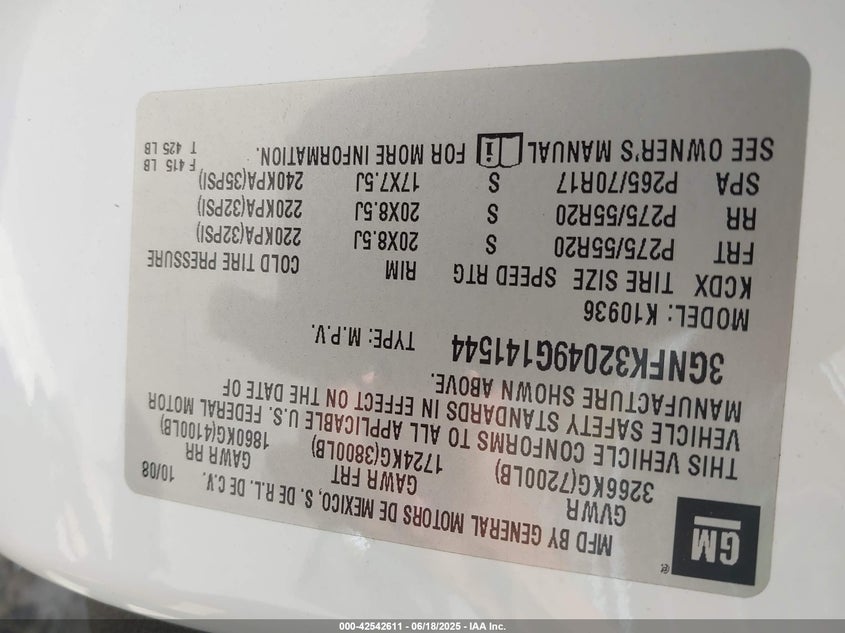 GM
®
MFD BY GENERAL MOTORS DE MEXICO, S. DE R.L. DE C.V.
10/08
GVWR GAWR FRT GAWR RR
3266KG(7200LB) 1724KG(3800LB) 1860KG(4100LB)
THIS VEHICLE CONFORMS TO ALL APPLICABLE U.S. FEDERAL MOTOR
VEHICLE SAFETY STANDARDS IN EFFECT ON THE DATE OF
MANUFACTURE SHOWN ABOVE.
3GNFK32049G141544 TYPE: M.P.V.
MODEL: K10936
KCDX TIRE SIZE SPEED RTG RIM COLD TIRE PRESSURE
FRT P275/55R20 S 20X8.5J 220KPA(32PSI)
RR P275/55R20 S 20X8.5J 220KPA(32PSI)
SPA P265/70R17 S 17X7.5J 240KPA(35PSI)
SEE OWNER'S MANUAL FOR MORE INFORMATION.
F 415 LB
T 425 LB
000-42542611 - 06/18/2025 - IAA Inc.